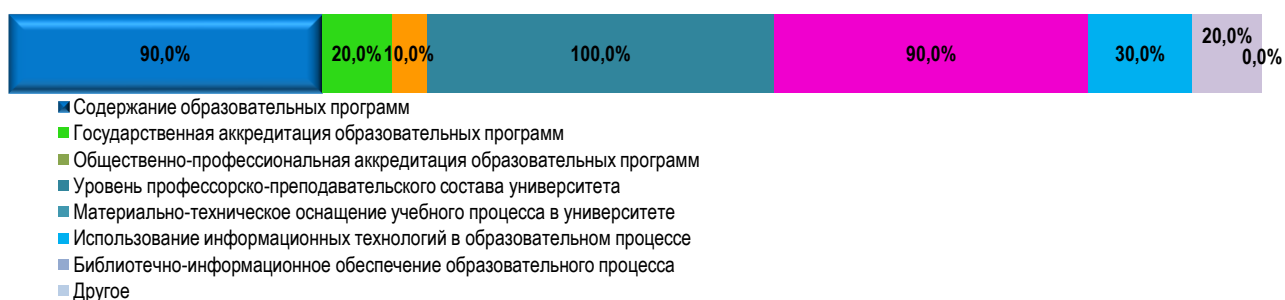 90,0% 20,0% 10,0% 100,0% 90,0% 30,0% 20,0% 0,0%
Содержание образовательных программ
Государственная аккредитация образовательных программ
Общественно-профессиональная аккредитация образовательных программ
Уровень профессорско-преподавательского состава университета
Материально-техническое оснащение учебного процесса в университете
Использование информационных технологий в образовательном процессе
Библиотечно-информационное обеспечение образовательного процесса
Другое